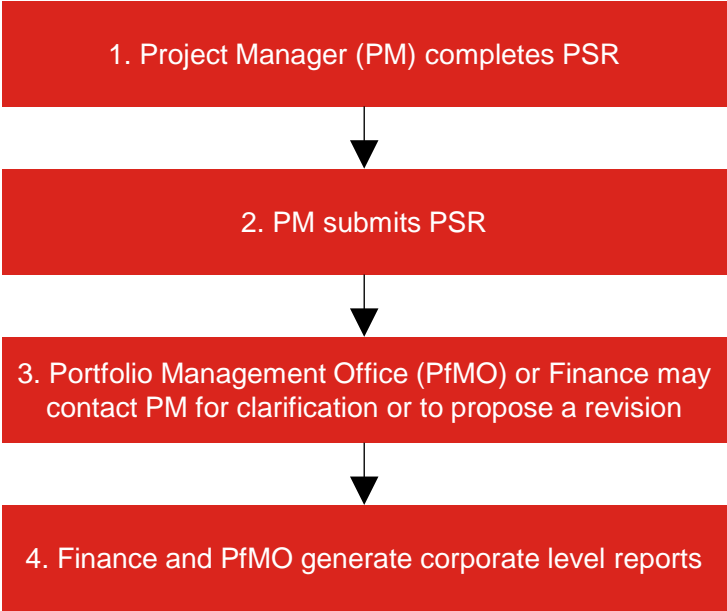 1. Project Manager (PM) completes PSR
2. PM submits PSR
3. Portfolio Management Office (PfMO) or Finance may
contact PM for clarification or to propose a revision
4. Finance and PfMO generate corporate level reports